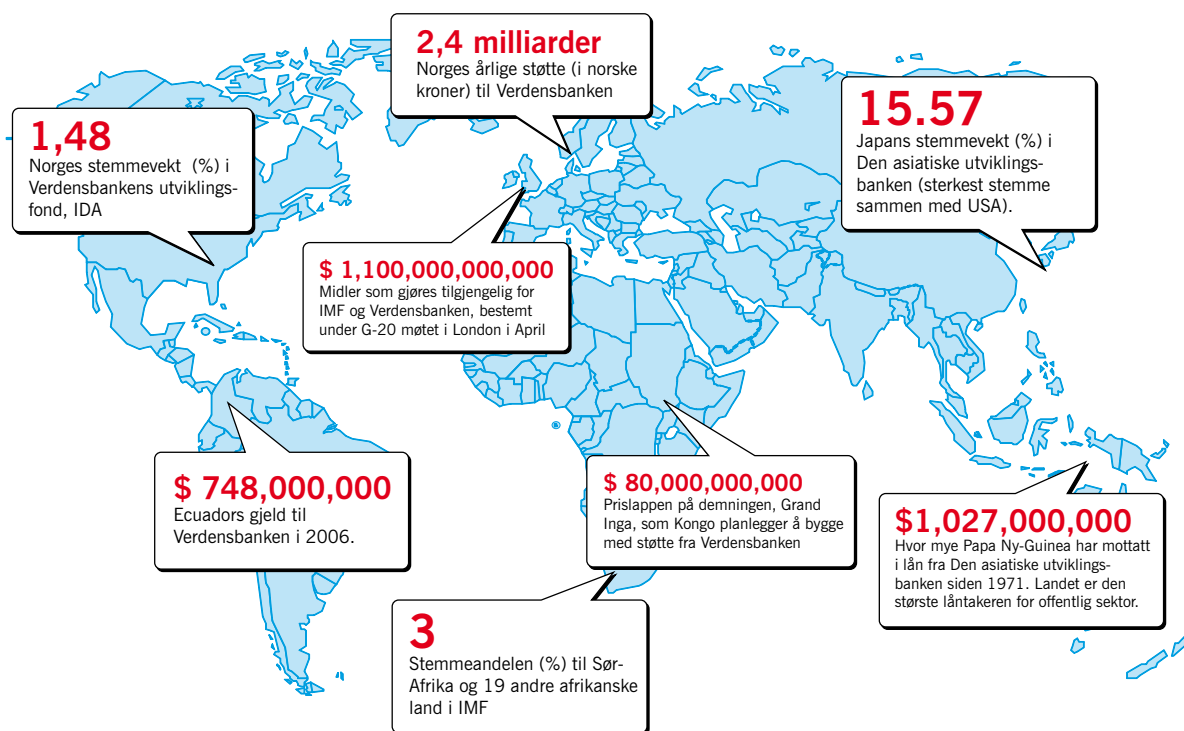 2,4 milliarder
Norges årlige støtte (i norske
kroner) til Verdensbanken
1,48
Norges stemmevekt (%) i
Verdensbankens utviklings-
fond, IDA
15.57
Japans stemmevekt (%) i
Den asiatiske utviklings-
banken (sterkest stemme
sammen med USA).
$ 1,100,000,000,000
Midler som gjøres tilgjengelig for
IMF og Verdensbanken, bestemt
under G-20 møtet i London i April
$ 748,000,000
Ecuadors gjeld til
Verdensbanken i 2006.
$ 80,000,000,000
Prislappen på demningen, Grand
Inga, som Kongo planlegger å bygge
med støtte fra Verdensbanken
$1,027,000,000
Hvor mye Papa Ny-Guinea har mottatt
i lån fra Den asiatiske utviklings-
banken siden 1971. Landet er den
største låntakeren for offentlig sektor.
3
Stemmeandelen (%) til Sør-
Afrika og 19 andre afrikanske
land i IMF